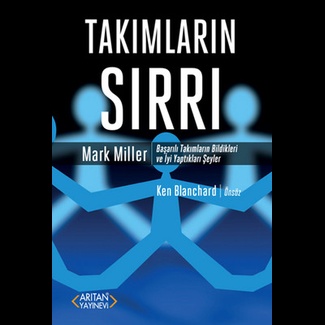 TAKIMLARIN
SIRRI
Mark Miller
Başarılı Takımların Bildikleri
ve İyi Yaptıkları Şeyler
Ken Blanchard | Önsöz
ARITAN
YAYINEVİ